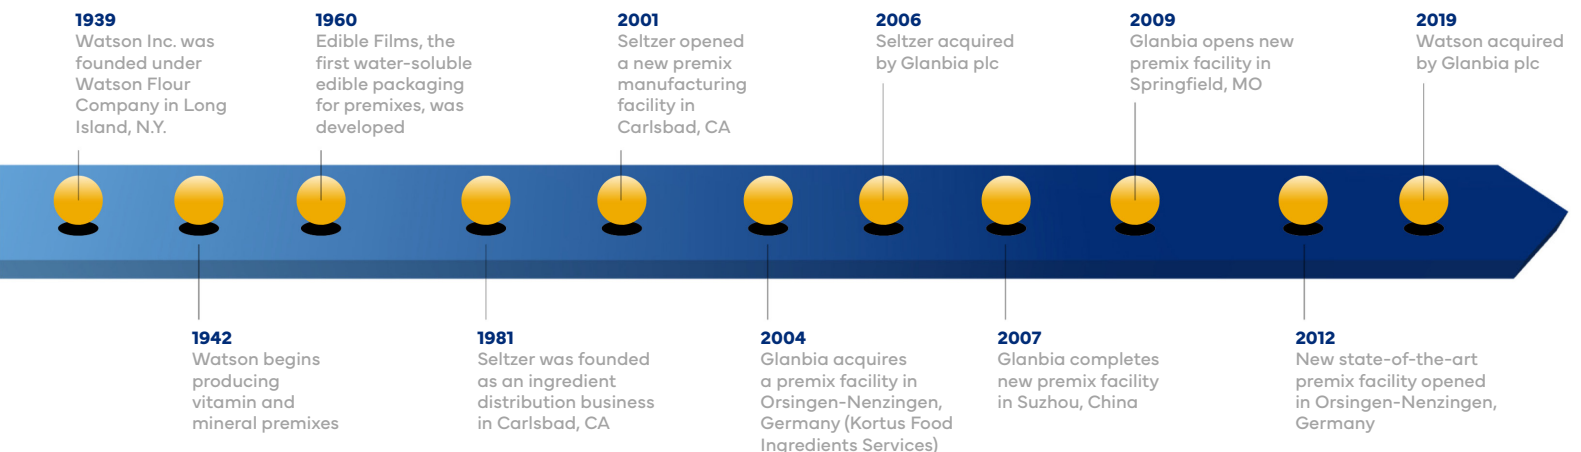 1939
Watson Inc. was
founded under
Watson Flour
Company in Long
Island, N.Y.
1960
Edible Films, the
first water-soluble
edible packaging
for premixes, was
developed
2001
Seltzer opened
a new premix
manufacturing
facility in
Carlsbad, CA
2006
Seltzer acquired
by Glanbia plc
2009
Glanbia opens new
premix facility in
Springfield, MO
2019
Watson acquired
by Glanbia plc
1942
Watson begins
producing
vitamin and
mineral premixes
1981
Seltzer was founded
as an ingredient
distribution business
in Carlsbad, CA
2004
Glanbia acquires
a premix facility in
Orsingen-Nenzingen,
Germany (Kortus Food
Ingredients Services)
2007
Glanbia completes
new premix facility
in Suzhou, China
2012
New state-of-the-art
premix facility opened
in Orsingen-Nenzingen,
Germany